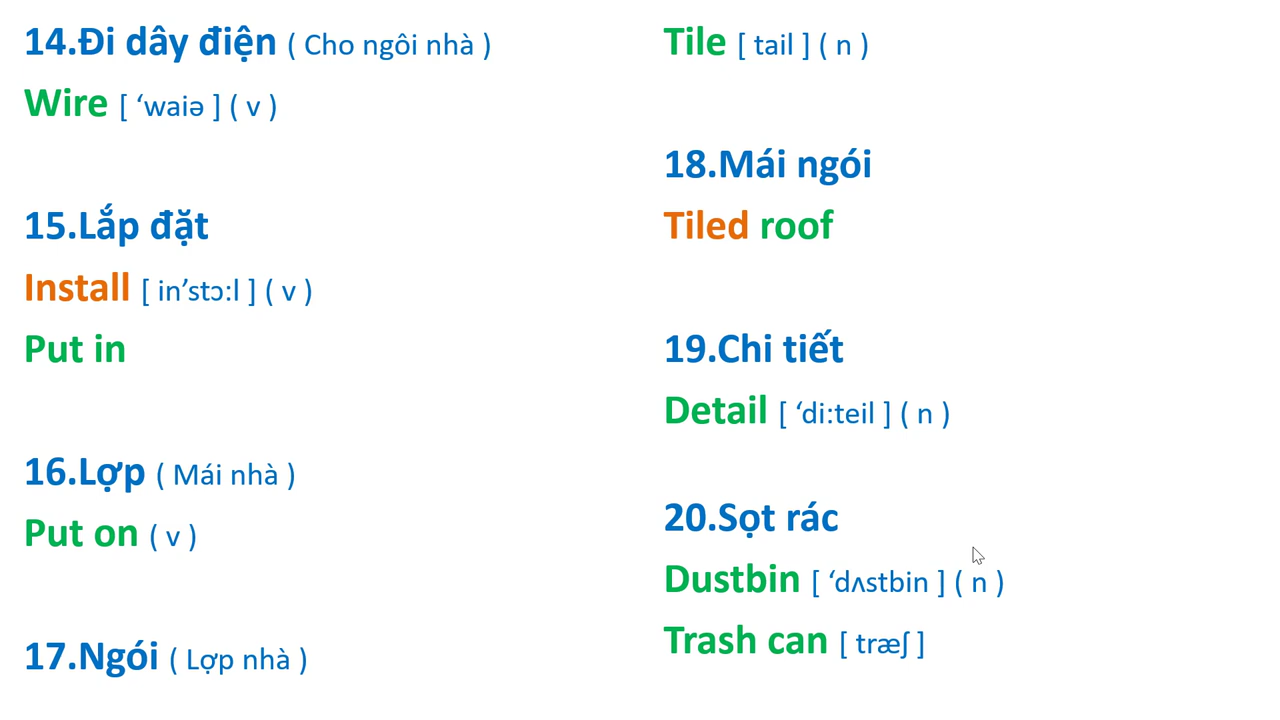 14.Đi dây điện ( Cho ngôi nhà )
Wire [ ‘waiə ] ( v )
15.Lắp đặt
Install [ in’stɔ:l ] ( v )
Put in
16.Lợp ( Mái nhà )
Put on ( v )
17.Ngói ( Lợp nhà )
Tile [ tail ] ( n )
18.Mái ngói
Tiled roof
19.Chi tiết
Detail [ ‘di:teil ] ( n )
20.Sọt rác
Dustbin [ ‘dʌstbin ] ( n )
Trash can [ træʃ ]